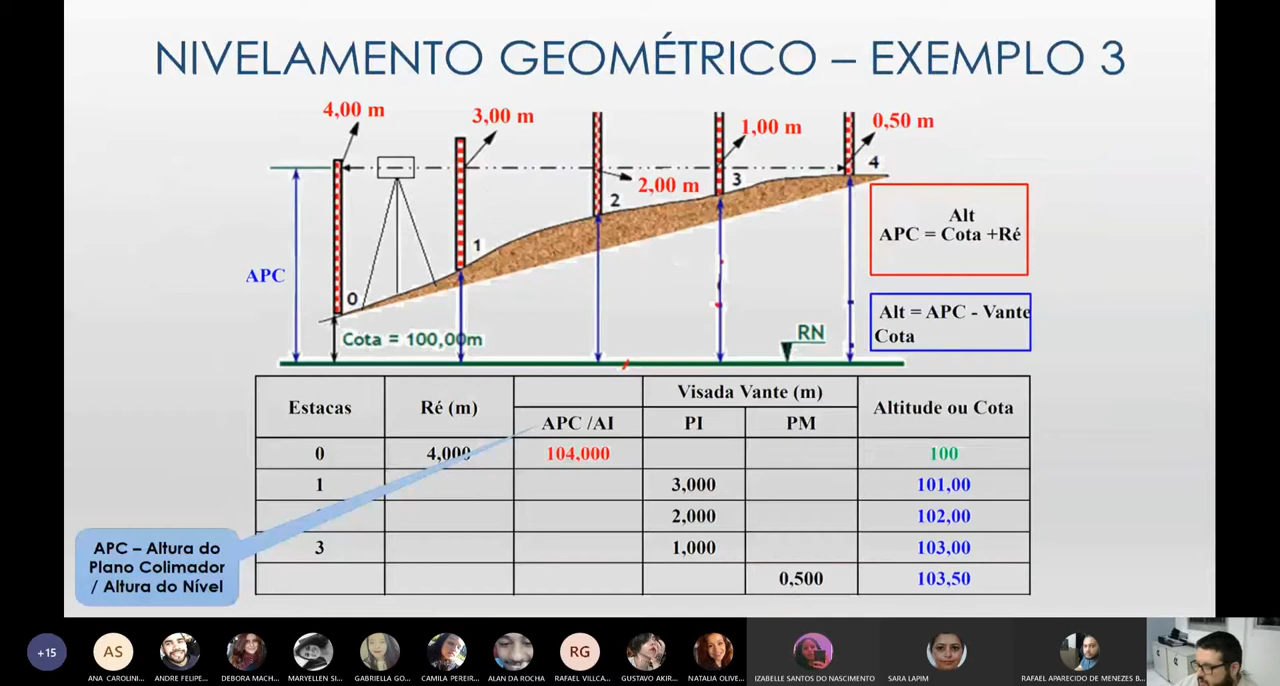 NIVELAMENTO GEOMÉTRICO – EXEMPLO 3
4,00 m
3,00 m
1,00 m
0,50 m
2,00 m
4
3
2
1
0
Alt
APC = Cota +Ré
APC
Alt = APC - Vante
Cota
Cota = 100,00m
RN
Estacas Ré (m) APC /AI Visada Vante (m) Altitude ou Cota
PI PM
0 4,000 104,000 100
1 3,000 101,00
2,000 102,00
3 1,000 103,00
0,500 103,50
APC – Altura do
Plano Colimador
/ Altura do Nível
+15
AS
RG
ANA CAROLINI...
ANDRE FELIPE...
DEBORA MACH...
MARYELLEN SI...
GABRIELLA GO...
CAMILA PEREIR...
ALAN DA ROCHA
RAFAEL VILLCA...
GUSTAVO AKIR...
NATALIA OLIVE...
IZABELLE SANTOS DO NASCIMENTO
SARA LAPIM
RAFAEL APARECIDO DE MENEZES B...